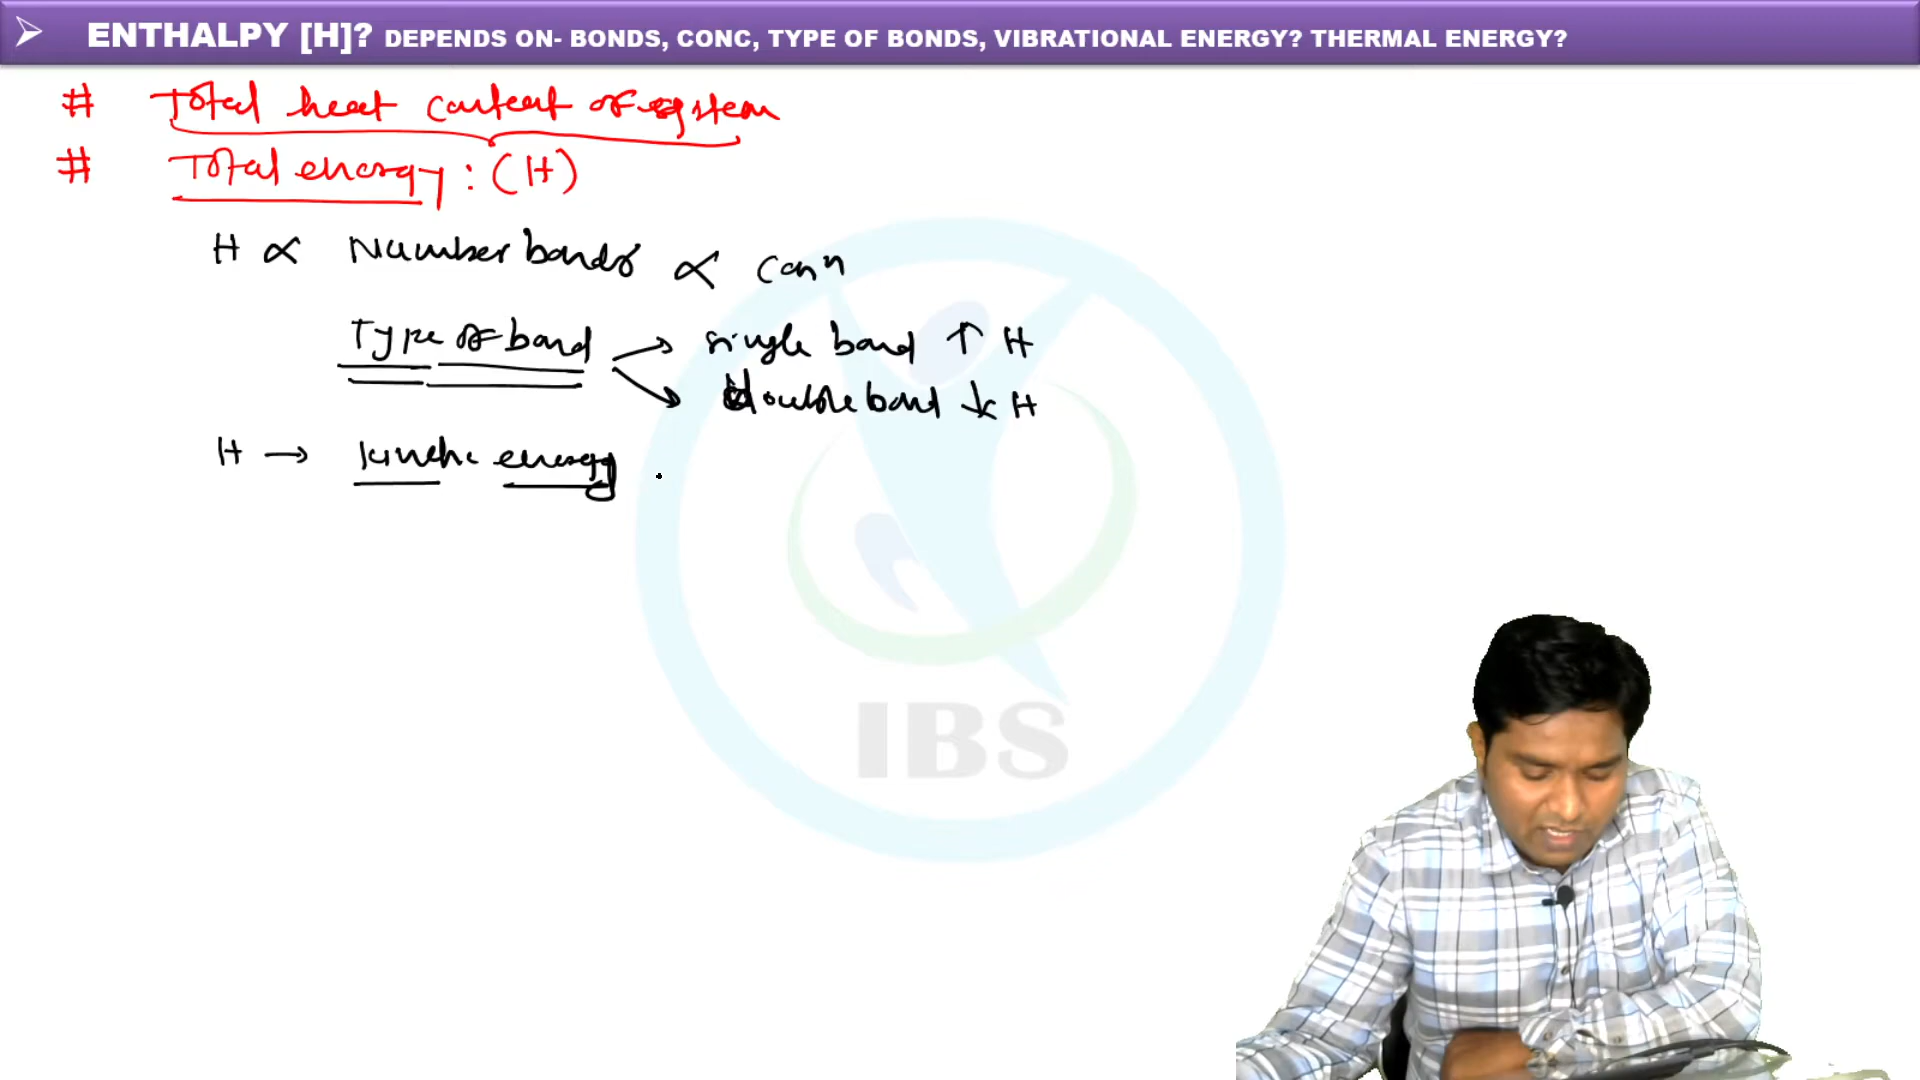 ENTHALPY [H]? DEPENDS ON- BONDS, CONC, TYPE OF BONDS, VIBRATIONAL ENERGY? THERMAL ENERGY?
# Total heat content of system
# Total energy : (H)
H ∝ Number bonds ∝ Conⁿ
Type of bond → single bond ↑ H
→ double bond ↓ H
H → kinetic energy
IBS